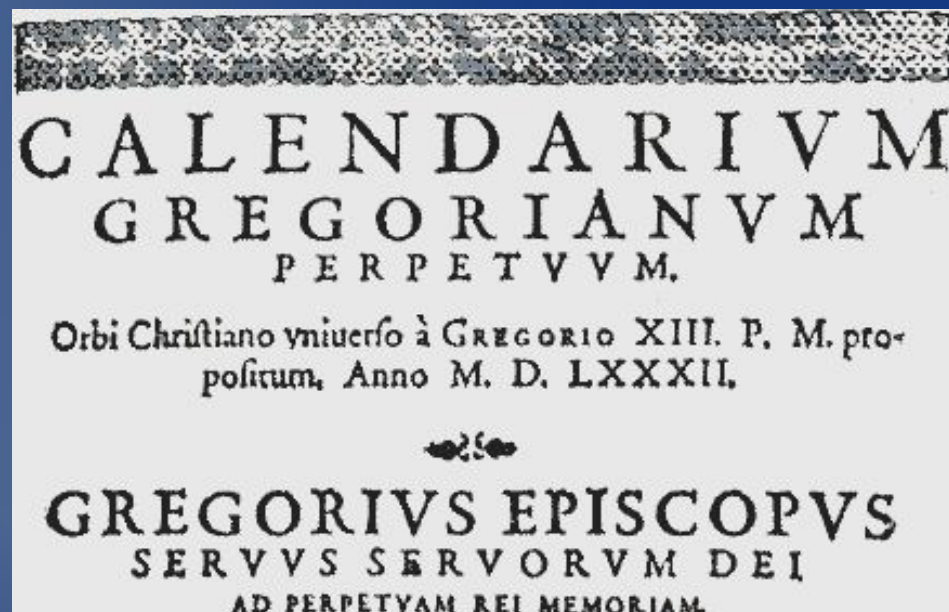 CALENDARIVM
GREGORIANVM
PERPETVVM.
Orbi Chriſtiano vniuerſo à GREGORIO XIII. P. M. pro-
poſitum. Anno M. D. LXXXII.
GREGORIVS EPISCOPVS
SERVVS SERVORVM DEI
AD PERPETVAM REI MEMORIAM.